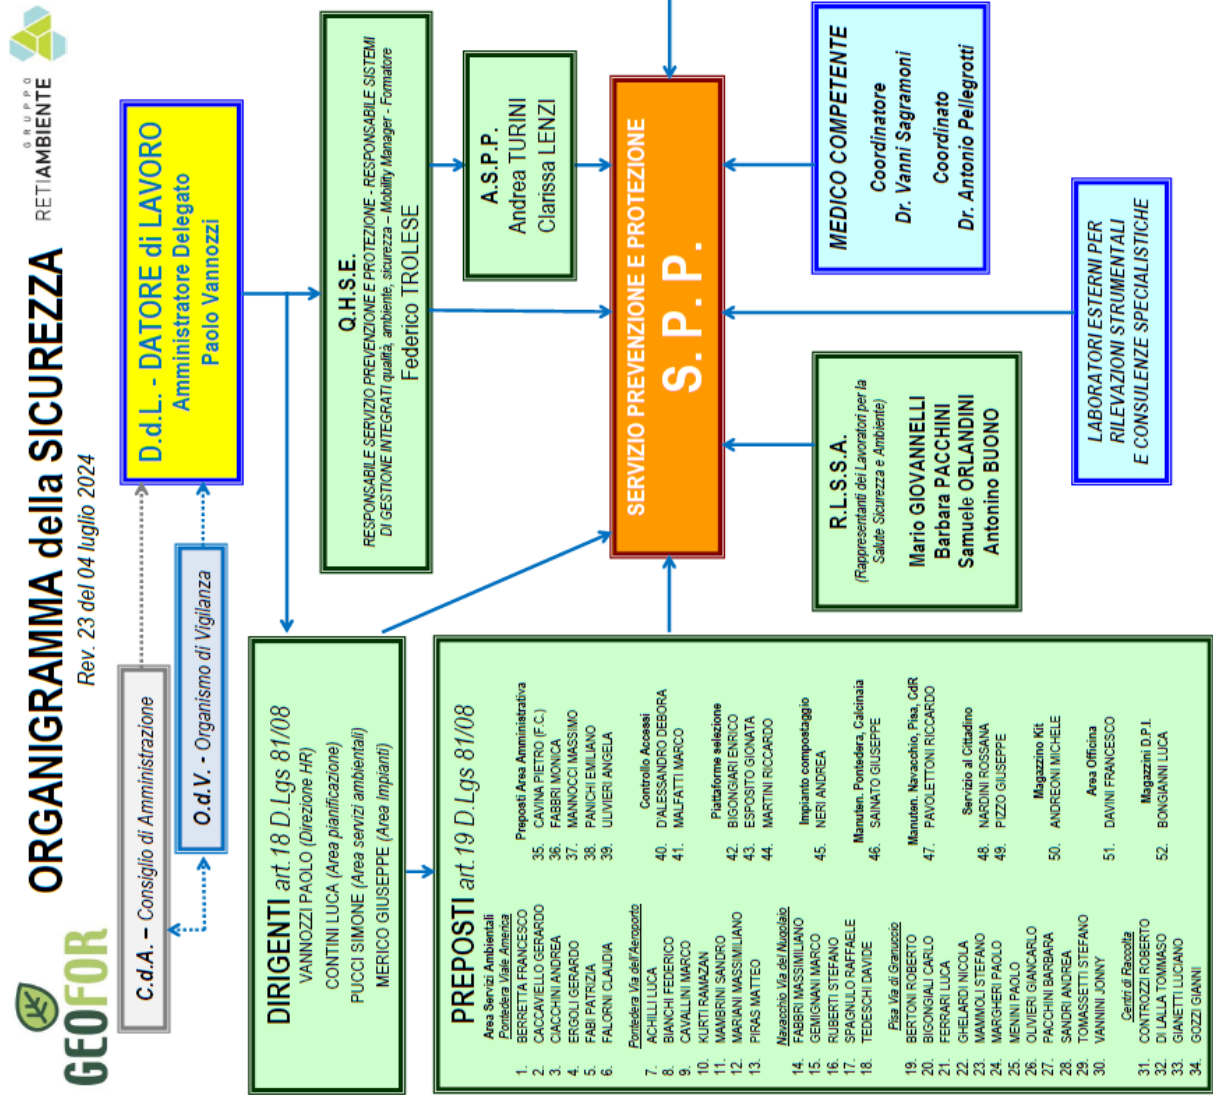 GEOFOR
ORGANIGRAMMA della SICUREZZA
Rev. 23 del 04 luglio 2024
GRUPPO
RETIAMBIENTE
C.d.A. – Consiglio di Amministrazione
O.d.V. - Organismo di Vigilanza
D.d.L. - DATORE di LAVORO
Amministratore Delegato
Paolo Vannozzi
DIRIGENTI art.18 D.Lgs 81/08
VANNOZZI PAOLO (Direzione HR)
CONTINI LUCA (Area pianificazione)
PUCCI SIMONE (Area servizi ambientali)
MERICO GIUSEPPE (Area Impianti)
Q.H.S.E.
RESPONSABILE SERVIZIO PREVENZIONE E PROTEZIONE - RESPONSABILE SISTEMI
DI GESTIONE INTEGRATI qualità, ambiente, sicurezza – Mobility Manager - Formatore
Federico TROLESE
A.S.P.P.
Andrea TURINI
Clarissa LENZI
PREPOSTI art.19 D.Lgs 81/08
Area Servizi Ambientali
Pontedera Viale America
1. BERRETTA FRANCESCO
2. CACCAVIELLO GERARDO
3. CIACCHINI ANDREA
4. ERGOLI GERARDO
5. FABI PATRIZIA
6. FALORNI CLAUDIA
Pontedera Via dell'Aeroporto
7. ACHILLI LUCA
8. BIANCHI FEDERICO
9. CAVALLINI MARCO
10. KURTI RAMAZAN
11. MAMBRINI SANDRO
12. MARIANI MASSIMILIANO
13. PIRAS MATTEO
Navacchio Via del Nugolaio
14. FABBRI MASSIMILIANO
15. GEMIGNANI MARCO
16. RUBERTI STEFANO
17. SPAGNULO RAFFAELE
18. TEDESCHI DAVIDE
Pisa Via di Granuccio
19. BERTONI ROBERTO
20. BIGONGIALI CARLO
21. FERRARI LUCA
22. GHELARDI NICOLA
23. MAMMOLI STEFANO
24. MARGHERI PAOLO
25. MENINI PAOLO
26. OLIVIERI GIANCARLO
27. PACCHINI BARBARA
28. SANDRI ANDREA
29. TOMASSETTI STEFANO
30. VANNINI JONNY
Centri di Raccolta
31. CONTROZZI ROBERTO
32. DI LALLA TOMMASO
33. GIANETTI LUCIANO
34. GOZZI GIANNI
Preposti Area Amministrativa
35. CAVINA PIETRO (F.C.)
36. FABBRI MONICA
37. MANNOCCI MASSIMO
38. PANICHI EMILIANO
39. ULIVIERI ANGELA
Controllo Accessi
40. D'ALESSANDRO DEBORA
41. MALFATTI MARCO
Piattaforme selezione
42. BIGONGIARI ENRICO
43. ESPOSITO GIONATA
44. MARTINI RICCARDO
Impianto compostaggio
45. NERI ANDREA
Manuten. Pontedera, Calcinaia
46. SAINATO GIUSEPPE
Manuten. Navacchio, Pisa, CdR
47. PAVOLETTONI RICCARDO
Servizio al Cittadino
48. NARDINI ROSSANA
49. PIZZO GIUSEPPE
Magazzino Kit
50. ANDREONI MICHELE
Area Officina
51. DAVINI FRANCESCO
Magazzini D.P.I.
52. BONGIANNI LUCA
SERVIZIO PREVENZIONE E PROTEZIONE
S. P. P.
R.L.S.S.A.
(Rappresentanti dei Lavoratori per la
Salute Sicurezza e Ambiente)
Mario GIOVANNELLI
Barbara PACCHINI
Samuele ORLANDINI
Antonino BUONO
MEDICO COMPETENTE
Coordinatore
Dr. Vanni Sagramoni
Coordinato
Dr. Antonio Pellegrotti
LABORATORI ESTERNI PER
RILEVAZIONI STRUMENTALI
E CONSULENZE SPECIALISTICHE